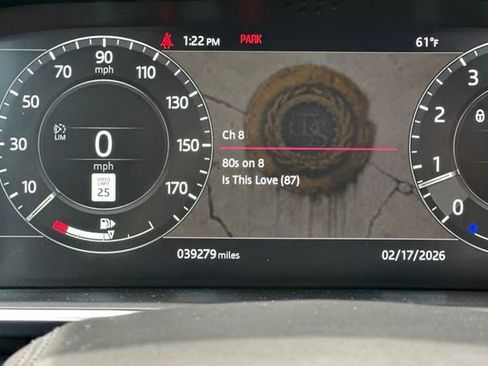 1:22 PM PARK 61°F
90
mph
70 110
50 130
30 150
10 170
LIM
0
mph
SPEED
LIMIT
25
Ch 8
80s on 8
Is This Love (87)
3
2
1
0
039279 miles
02/17/2026